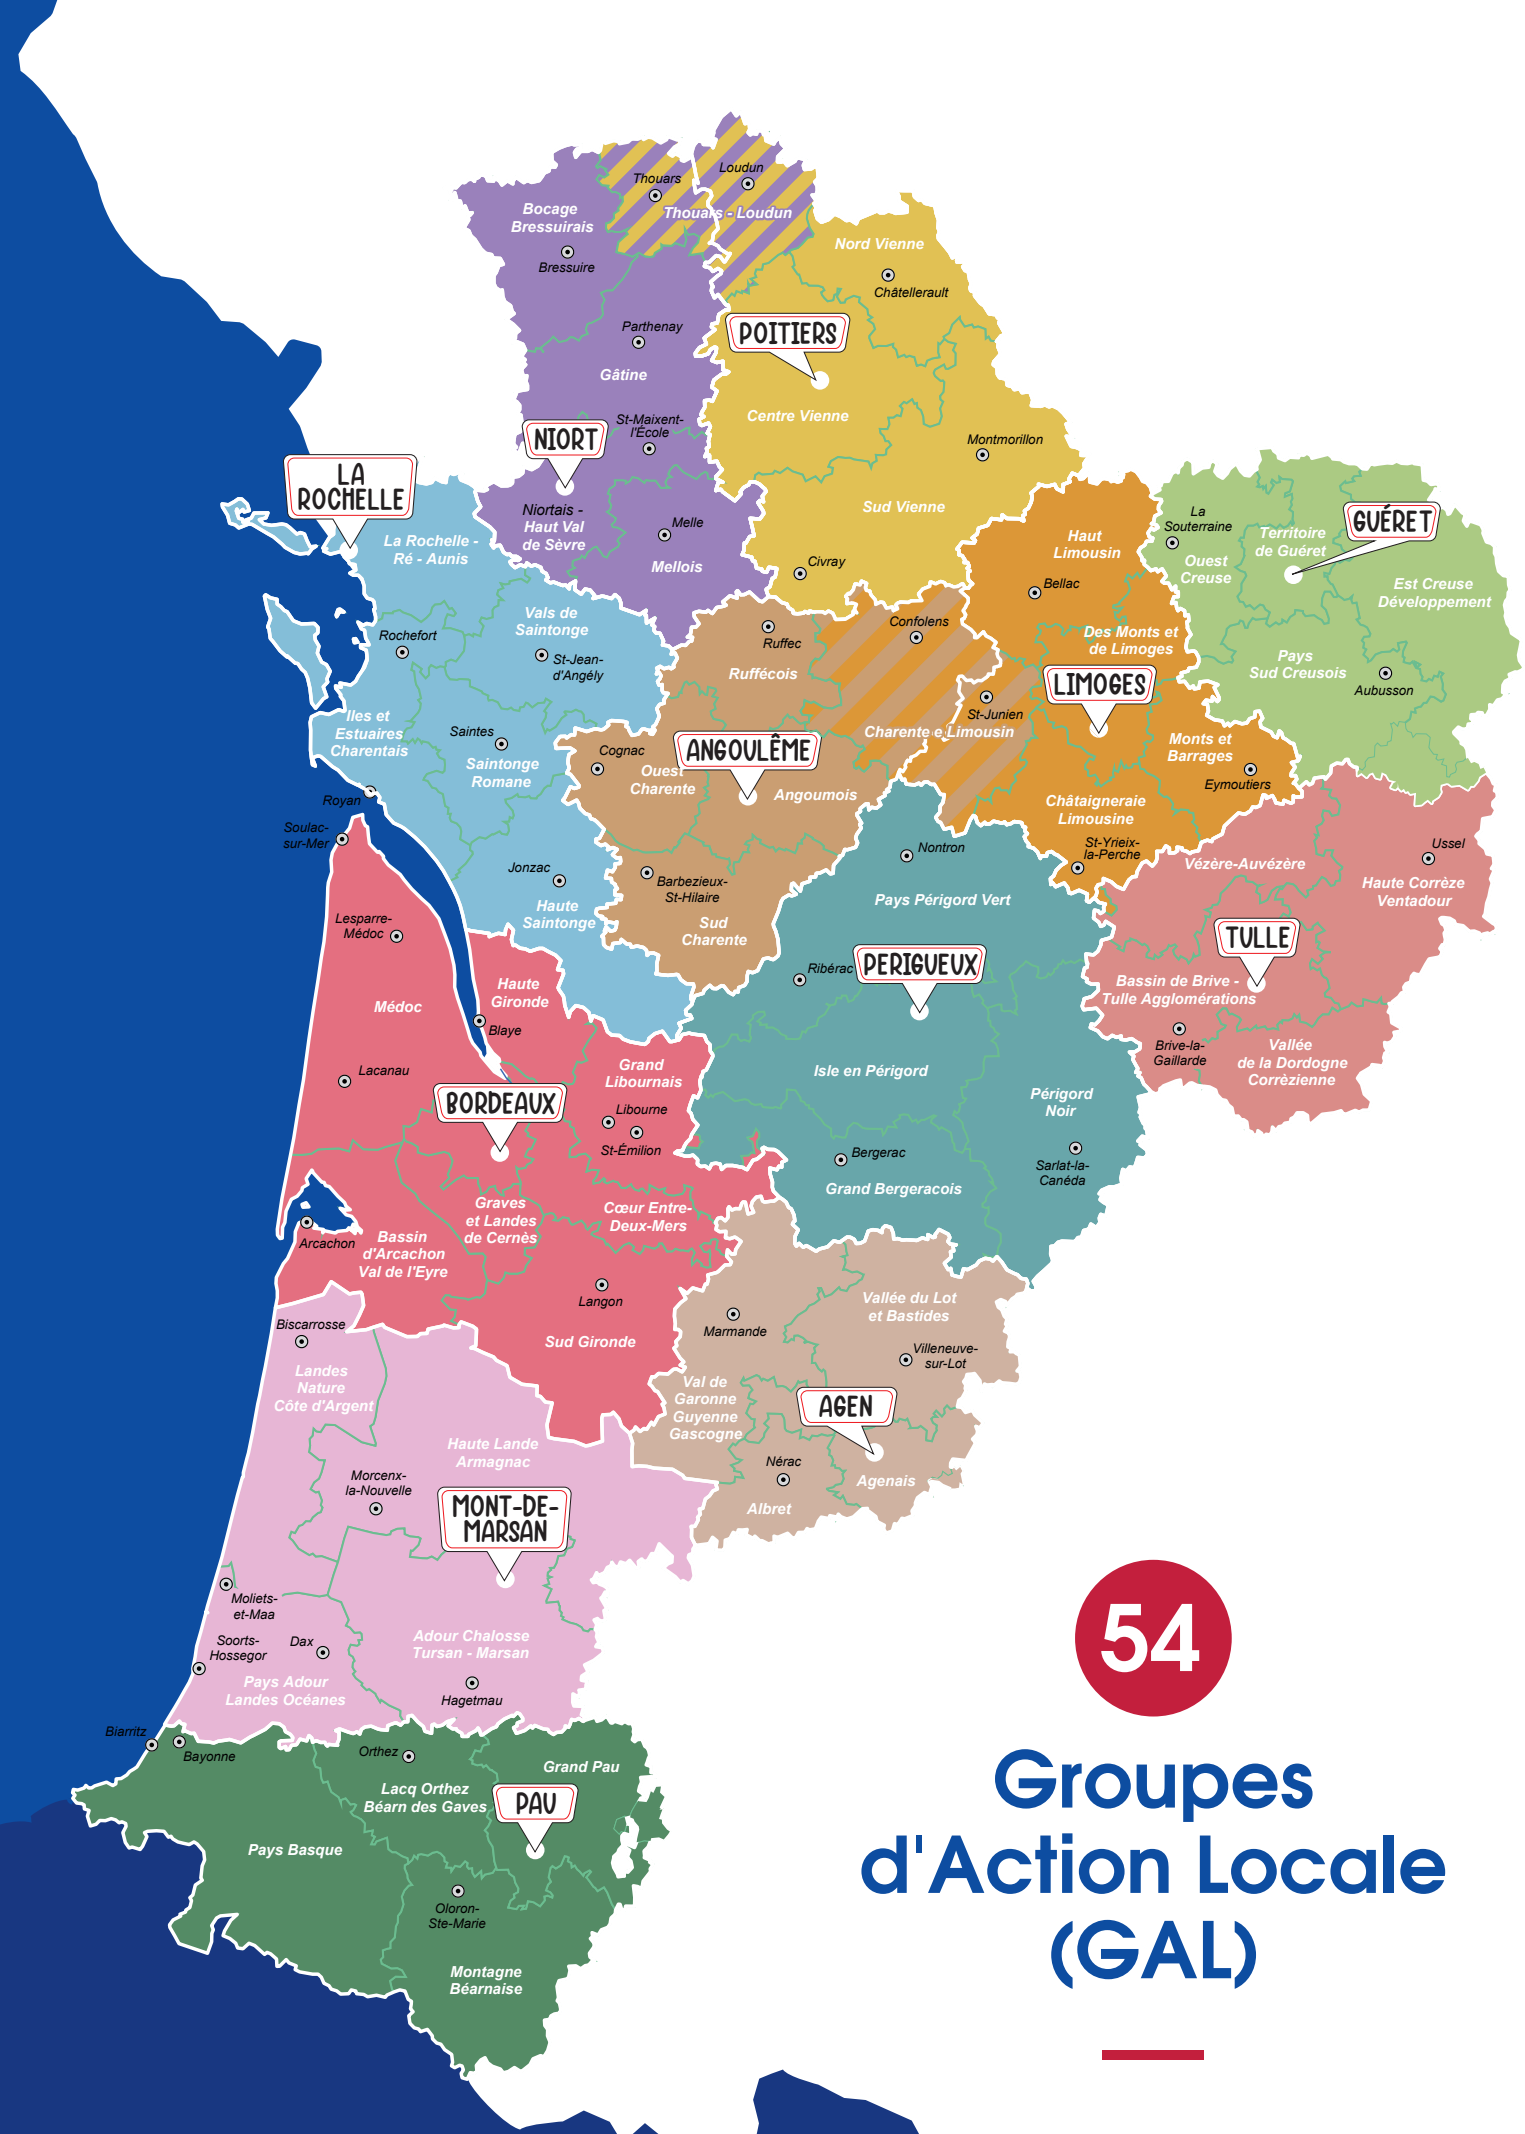 Loudun
Thouars
Thouars - Loudun
Bocage
Bressuirais
Bressuire
Nord Vienne
Châtellerault
Parthenay
POITIERS
Gâtine
Centre Vienne
St-Maixent-
l'École
NIORT
Montmorillon
LA
ROCHELLE
Niortais -
Haut Val
de Sèvre
Melle
Mellois
Sud Vienne
Civray
La Rochelle -
Ré - Aunis
Haut
Limousin
Bellac
La
Souterraine
Ouest
Creuse
Territoire
de Guéret
GUÉRET
Est Creuse
Développement
Vals de
Saintonge
Rochefort
St-Jean-
d'Angély
Ruffec
Ruffécois
Confolens
Des Monts et
de Limoges
Pays
Sud Creusois
Aubusson
LIMOGES
St-Junien
Charente e Limousin
Iles et
Estuaires
Charentais
Saintes
Saintonge
Romane
Cognac
Ouest
Charente
ANGOULÊME
Angoumois
Monts et
Barrages
Eymoutiers
Royan
Soulac-
sur-Mer
Châtaigneraie
Limousine
St-Yrieix-
la-Perche
Nontron
Pays Périgord Vert
Vézère-Auvézère
Ussel
Haute Corrèze
Ventadour
Jonzac
Haute
Saintonge
Barbezieux-
St-Hilaire
Sud
Charente
Lesparre-
Médoc
Médoc
Haute
Gironde
Blaye
Ribérac
PERIGUEUX
TULLE
Bassin de Brive -
Tulle Agglomérations
Brive-la-
Gaillarde
Vallée
de la Dordogne
Corrèzienne
Lacanau
Grand
Libournais
Isle en Périgord
BORDEAUX
Libourne
St-Émilion
Périgord
Noir
Bergerac
Sarlat-la-
Canéda
Grand Bergeracois
Graves
et Landes
de Cernès
Cœur Entre-
Deux-Mers
Arcachon
Bassin
d'Arcachon
Val de l'Eyre
Langon
Sud Gironde
Marmande
Vallée du Lot
et Bastides
Villeneuve-
sur-Lot
Biscarrosse
Landes
Nature
Côte d'Argent
Val de
Garonne
Guyenne
Gascogne
AGEN
Haute Lande
Armagnac
Nérac
Albret
Agenais
Morcenx-
la-Nouvelle
MONT-DE-
MARSAN
Moliets-
et-Maa
Soorts-
Hossegor
Dax
Adour Chalosse
Tursan - Marsan
Pays Adour
Landes Océanes
Hagetmau
Biarritz
Bayonne
Orthez
Grand Pau
Lacq Orthez
Béarn des Gaves
PAU
Pays Basque
Oloron-
Ste-Marie
Montagne
Béarnaise
54
Groupes
d'Action Locale
(GAL)